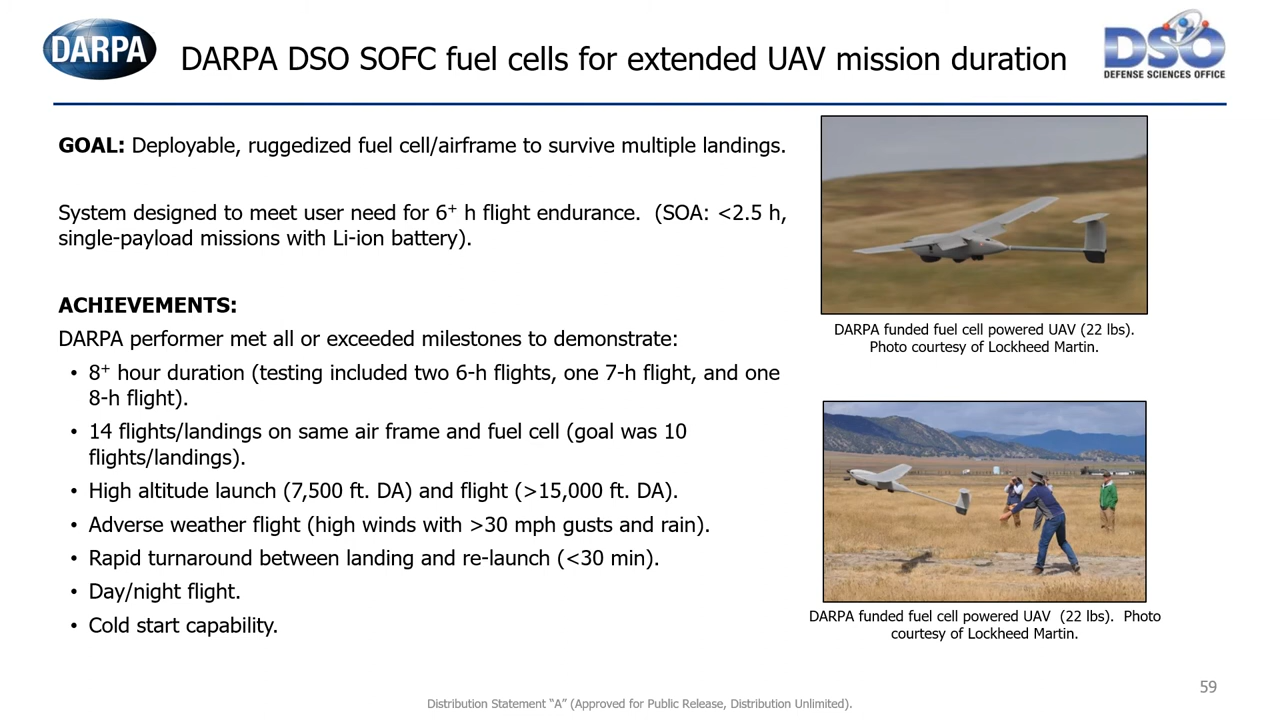 DARPA
DARPA DSO SOFC fuel cells for extended UAV mission duration
DSO
DEFENSE SCIENCES OFFICE
GOAL: Deployable, ruggedized fuel cell/airframe to survive multiple landings.
System designed to meet user need for 6+ h flight endurance. (SOA: <2.5 h,
single-payload missions with Li-ion battery).
ACHIEVEMENTS:
DARPA performer met all or exceeded milestones to demonstrate:
• 8+ hour duration (testing included two 6-h flights, one 7-h flight, and one
8-h flight).
• 14 flights/landings on same air frame and fuel cell (goal was 10
flights/landings).
• High altitude launch (7,500 ft. DA) and flight (>15,000 ft. DA).
• Adverse weather flight (high winds with >30 mph gusts and rain).
• Rapid turnaround between landing and re-launch (<30 min).
• Day/night flight.
• Cold start capability.
DARPA funded fuel cell powered UAV (22 lbs).
Photo courtesy of Lockheed Martin.
DARPA funded fuel cell powered UAV (22 lbs). Photo
courtesy of Lockheed Martin.
59
Distribution Statement “A” (Approved for Public Release, Distribution Unlimited).